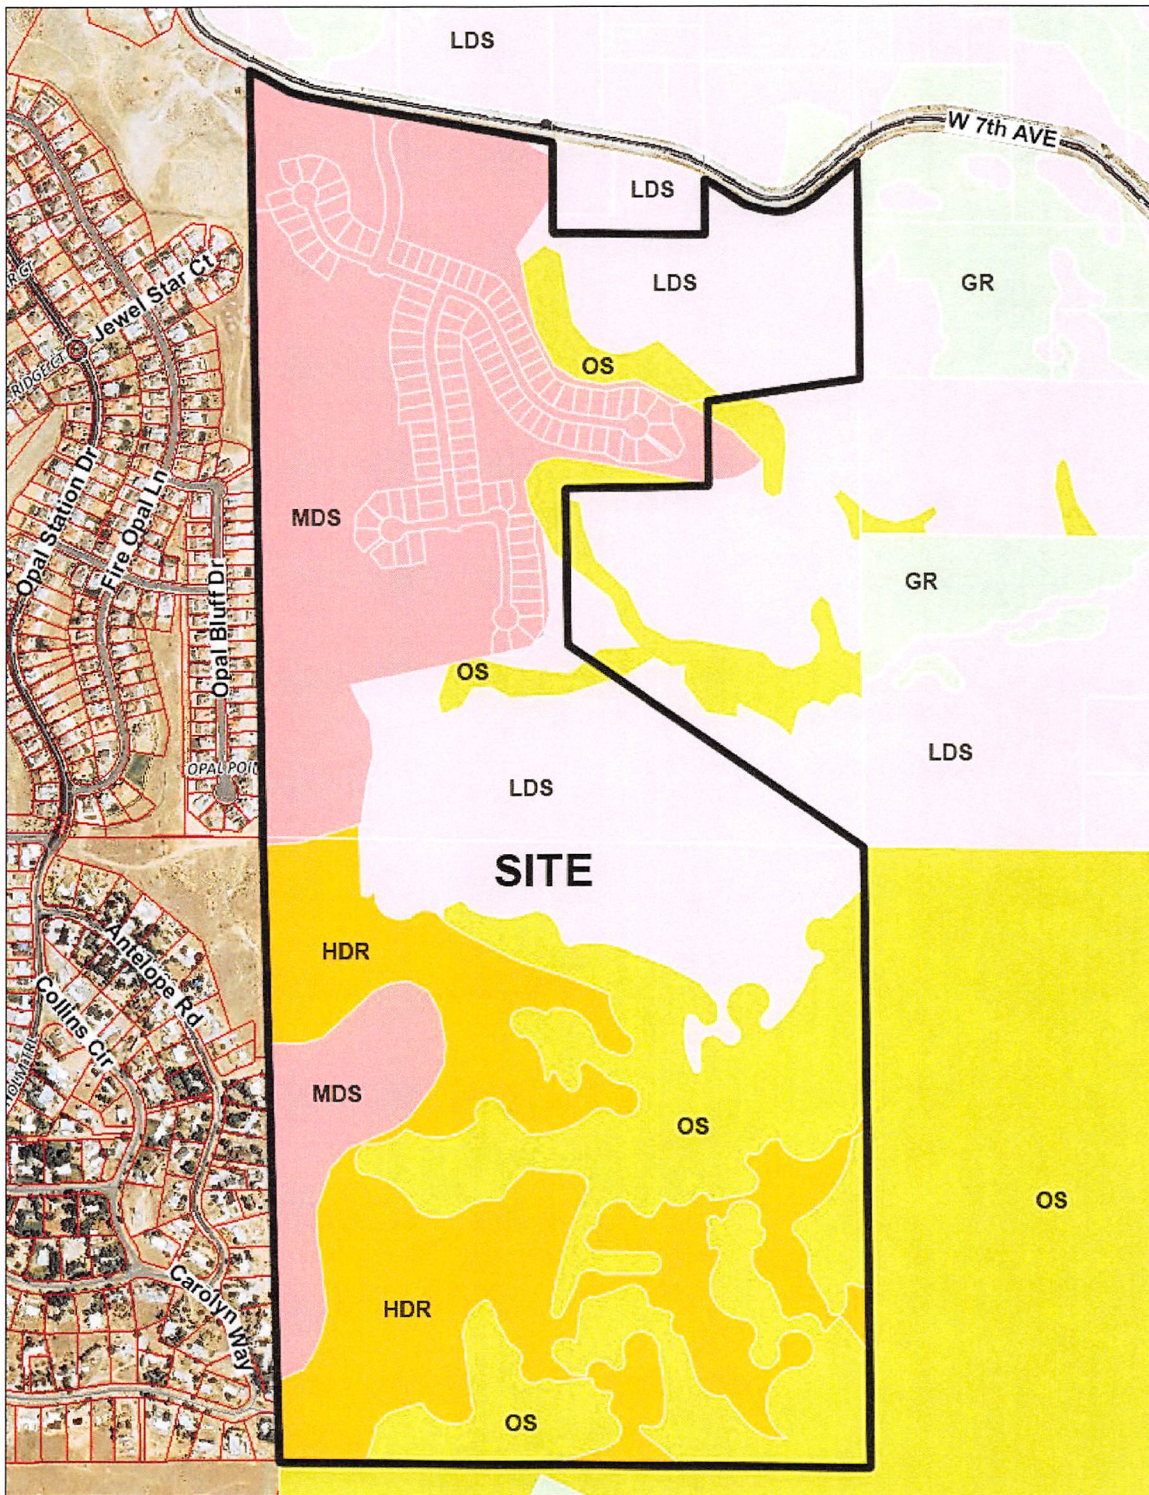 LDS
W 7th AVE
LDS
LDS
GR
Jewel Star Ct
OS
MDS
Opal Station Dr
Fire Opal Ln
Opal Bluff Dr
GR
OS
LDS
OPAL POI
LDS
SITE
HDR
Antelope Rd
Collins Cir
MDS
OS
OS
Carolyn Way
HDR
OS